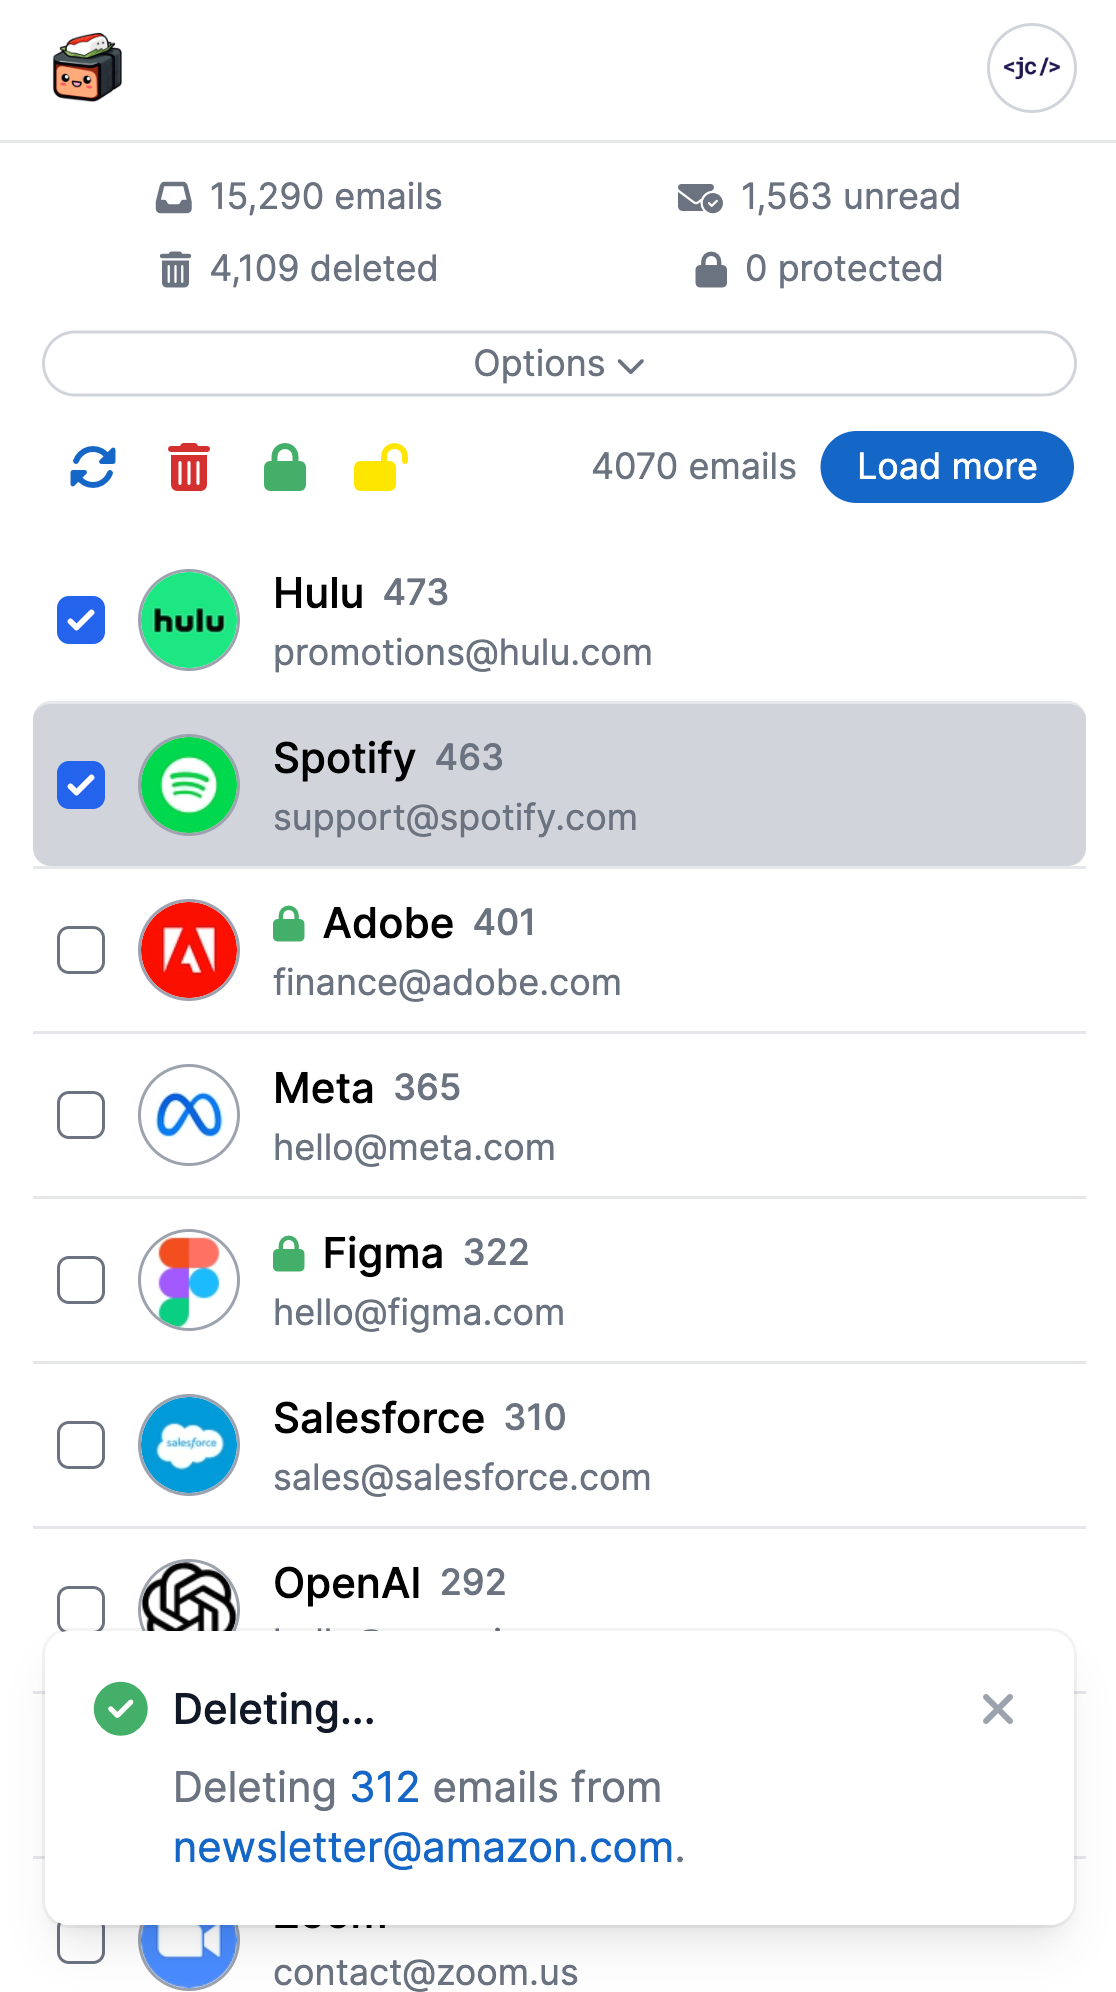 <jc/>
15,290 emails
1,563 unread
4,109 deleted
0 protected
Options
4070 emails
Load more
hulu
Hulu 473
promotions@hulu.com
Spotify 463
support@spotify.com
Adobe 401
finance@adobe.com
Meta 365
hello@meta.com
Figma 322
hello@figma.com
salesforce
Salesforce 310
sales@salesforce.com
OpenAI 292
Deleting...
Deleting 312 emails from
newsletter@amazon.com.
contact@zoom.us